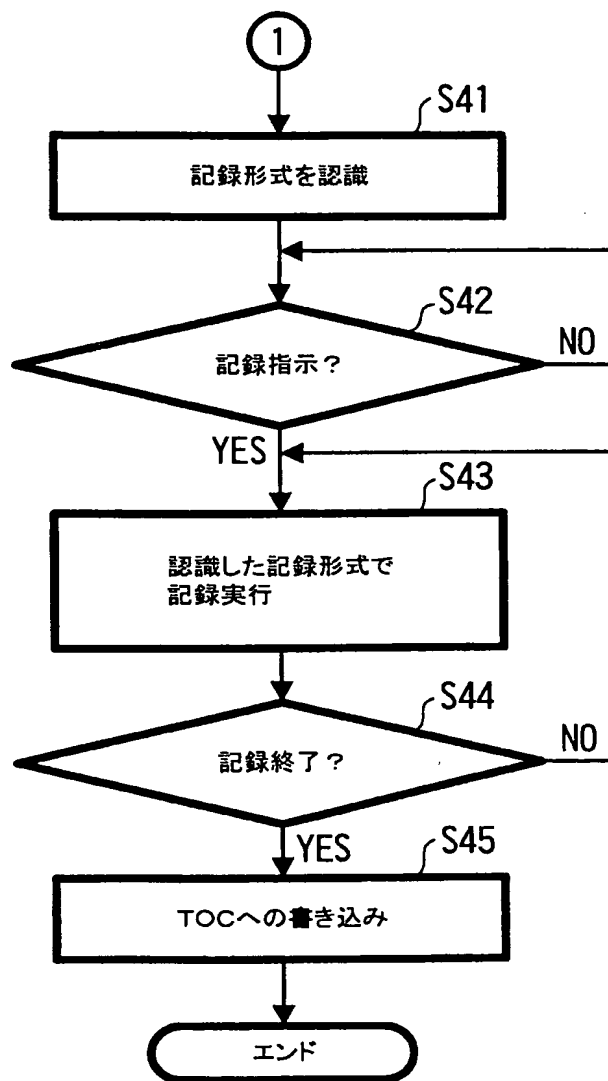 1
S41
記録形式を認識
S42
記録指示？
NO
YES
S43
認識した記録形式で
記録実行
S44
記録終了？
NO
YES
S45
TOCへの書き込み
エンド